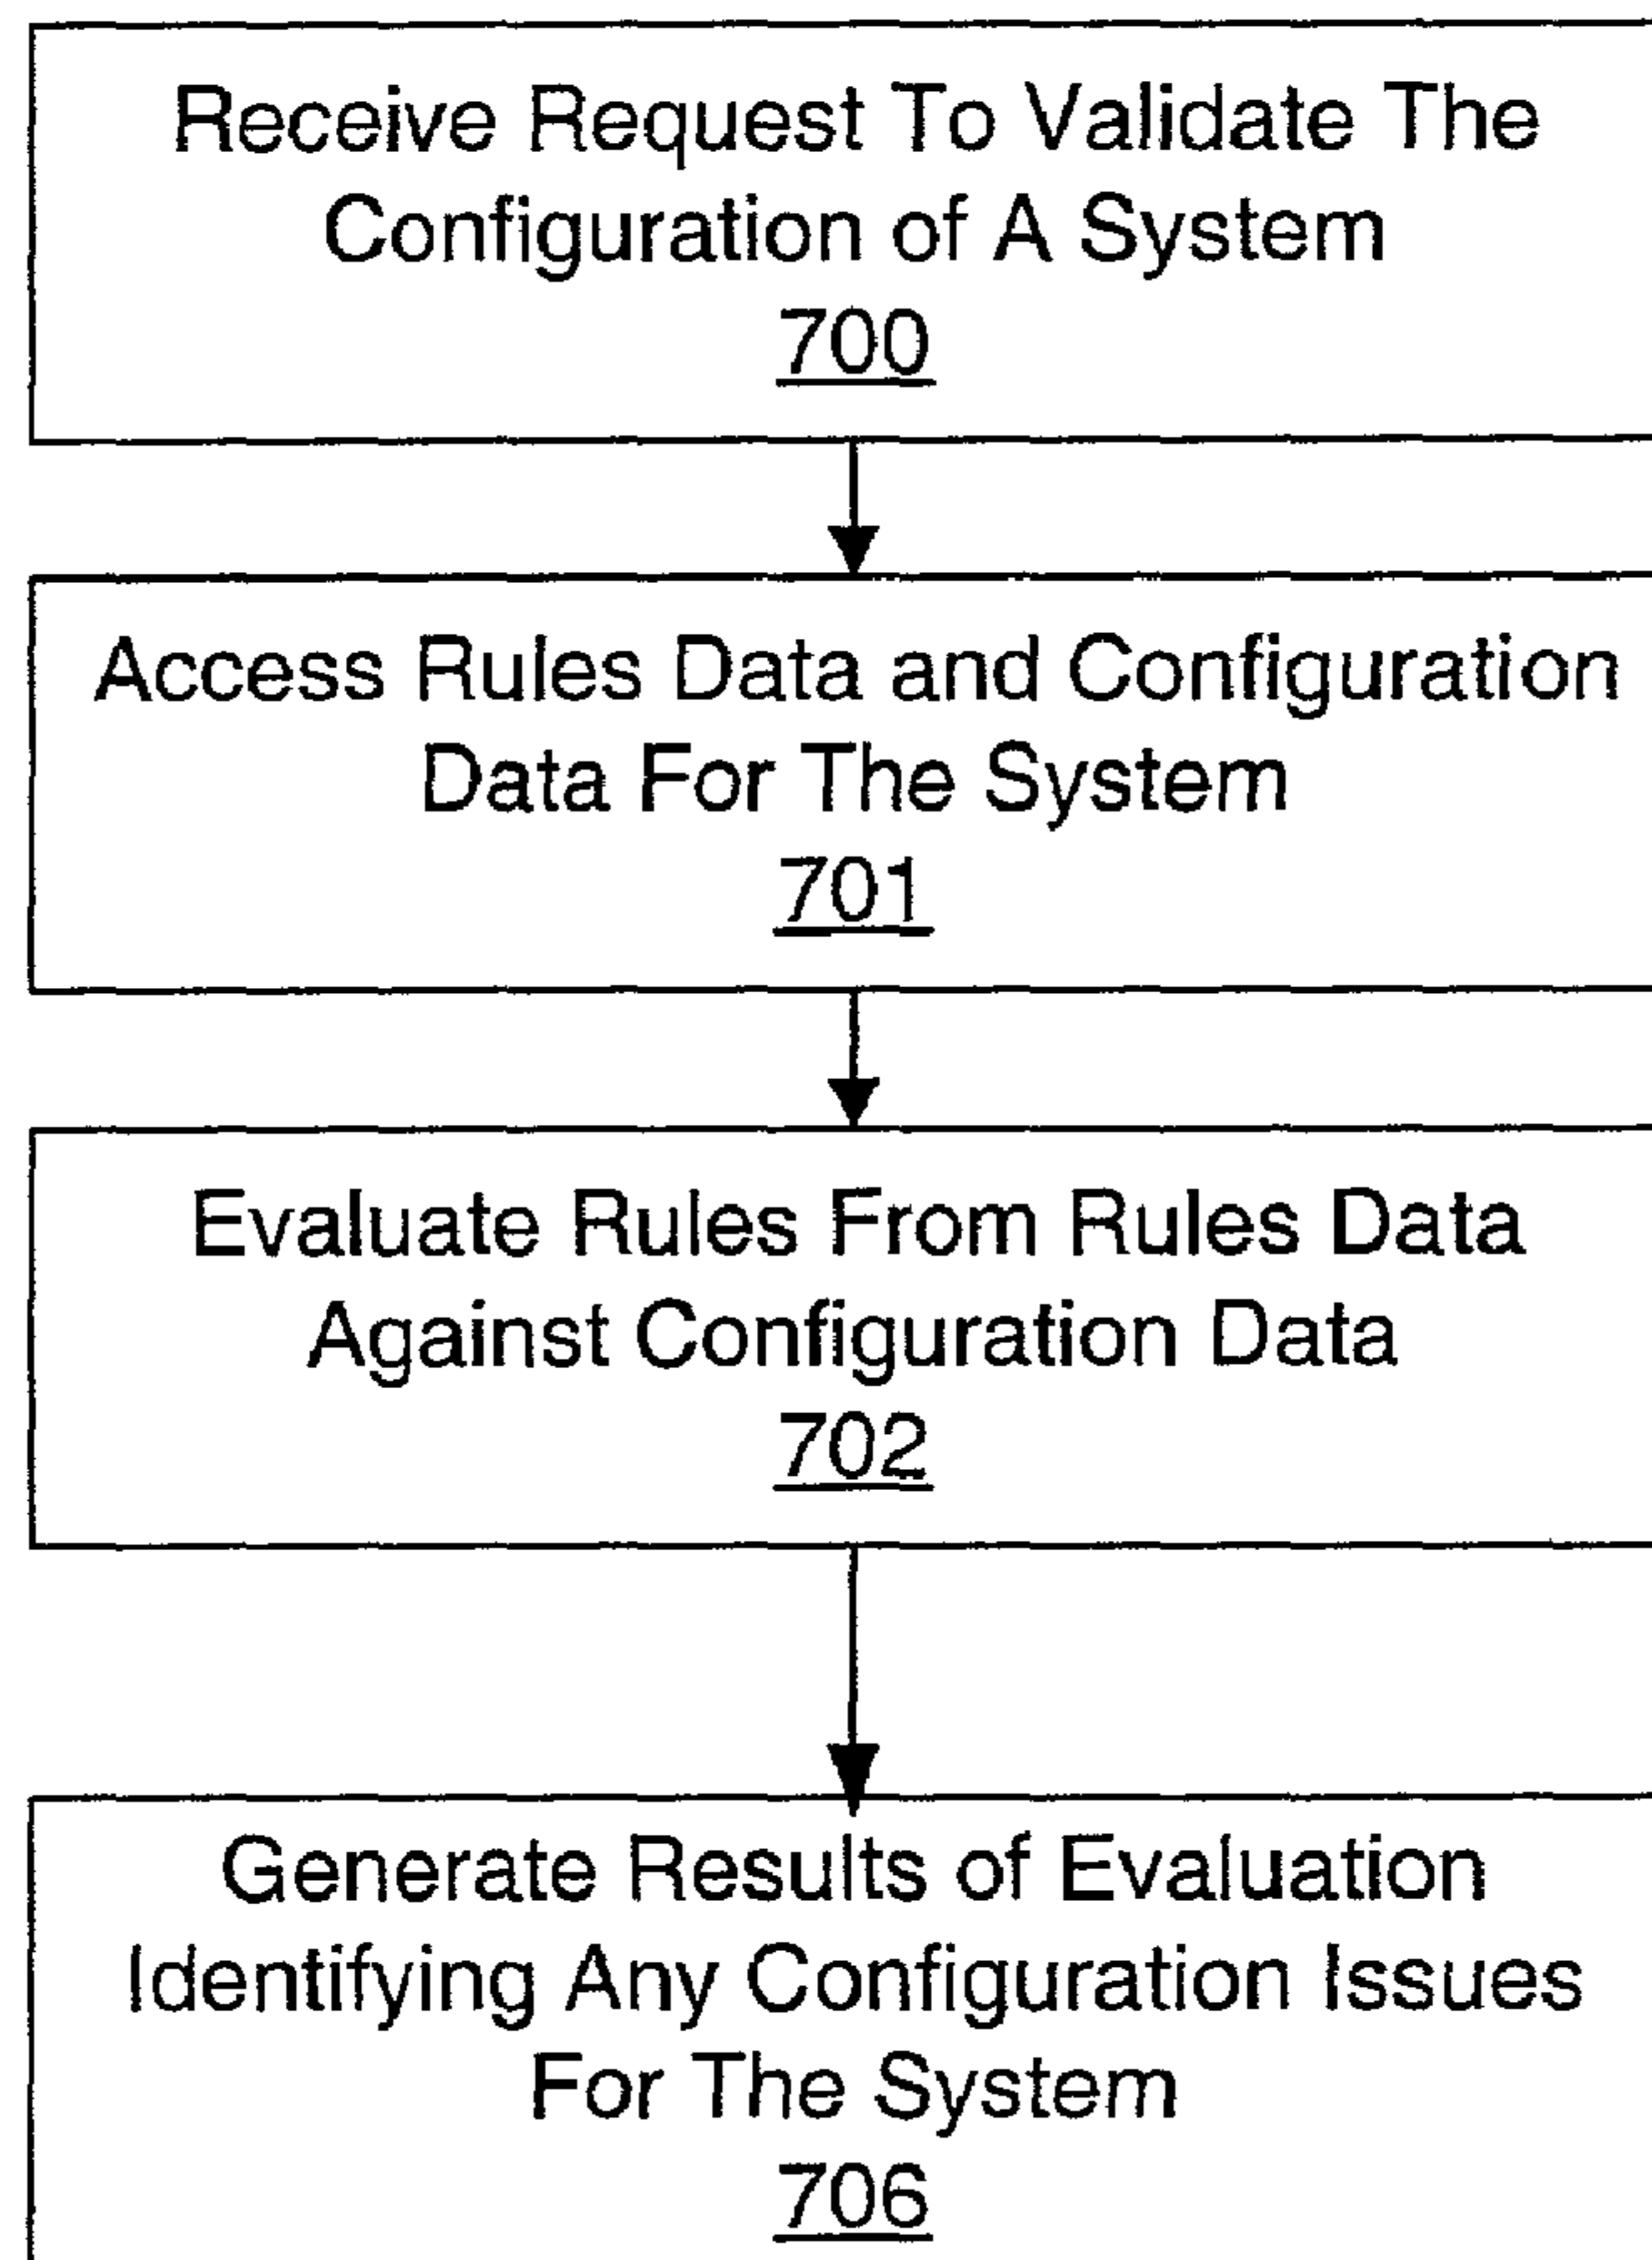 Receive Request To Validate The
Configuration of A System
700
Access Rules Data and Configuration
Data For The System
701
Evaluate Rules From Rules Data
Against Configuration Data
702
Generate Results of Evaluation
Identifying Any Configuration Issues
For The System
706